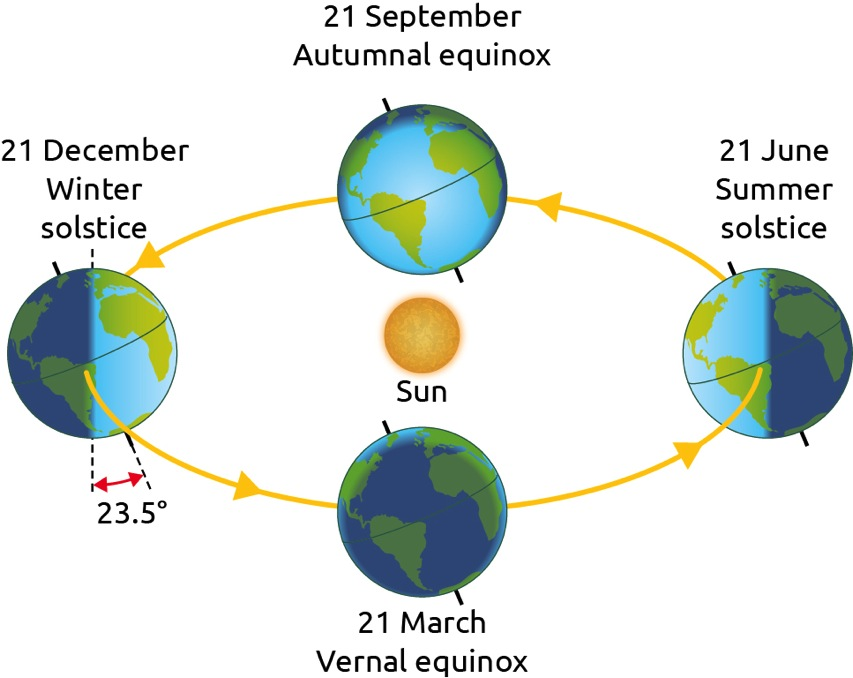 21 September
Autumnal equinox
21 December
Winter
solstice
21 June
Summer
solstice
Sun
23.5°
21 March
Vernal equinox